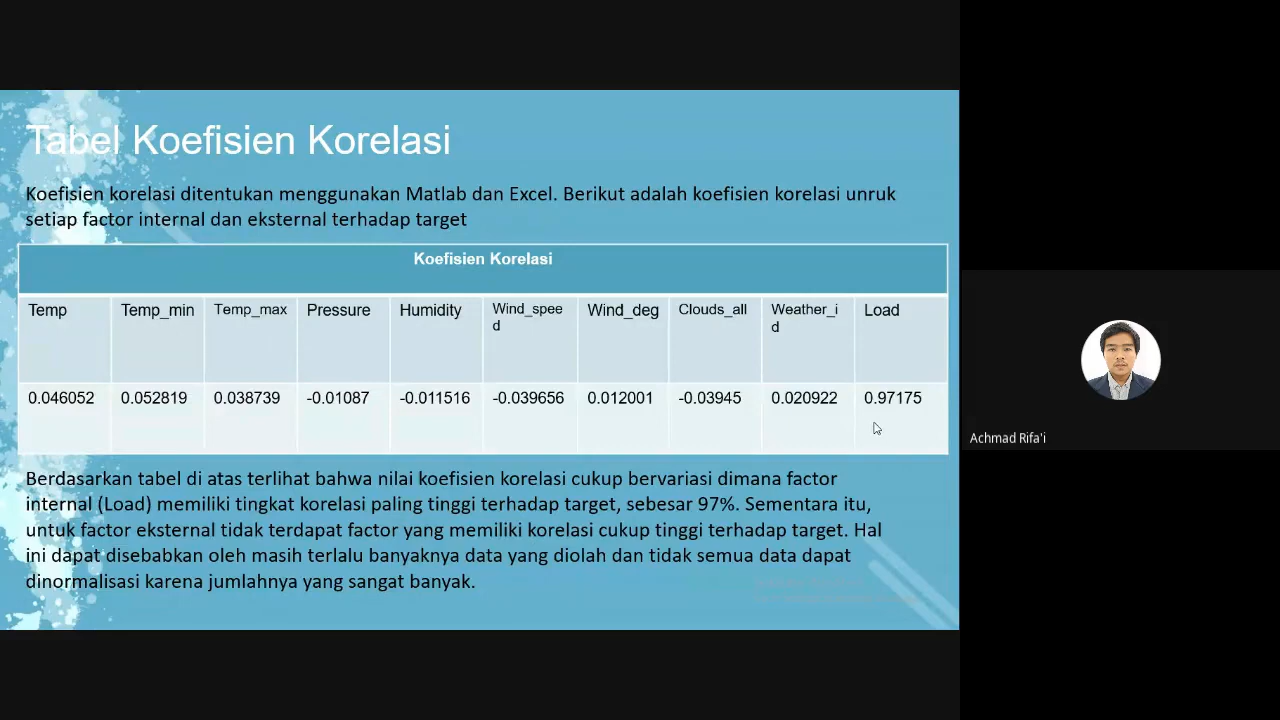 Tabel Koefisien Korelasi
Koefisien korelasi ditentukan menggunakan Matlab dan Excel. Berikut adalah koefisien korelasi unruk
setiap factor internal dan eksternal terhadap target
Koefisien Korelasi
Temp Temp_min Temp_max Pressure Humidity Wind_spee Wind_deg Clouds_all Weather_i Load
d d
0.046052 0.052819 0.038739 -0.01087 -0.011516 -0.039656 0.012001 -0.03945 0.020922 0.97175
Berdasarkan tabel di atas terlihat bahwa nilai koefisien korelasi cukup bervariasi dimana factor
internal (Load) memiliki tingkat korelasi paling tinggi terhadap target, sebesar 97%. Sementara itu,
untuk factor eksternal tidak terdapat factor yang memiliki korelasi cukup tinggi terhadap target. Hal
ini dapat disebabkan oleh masih terlalu banyaknya data yang diolah dan tidak semua data dapat
dinormalisasi karena jumlahnya yang sangat banyak.
Achmad Rifa'i